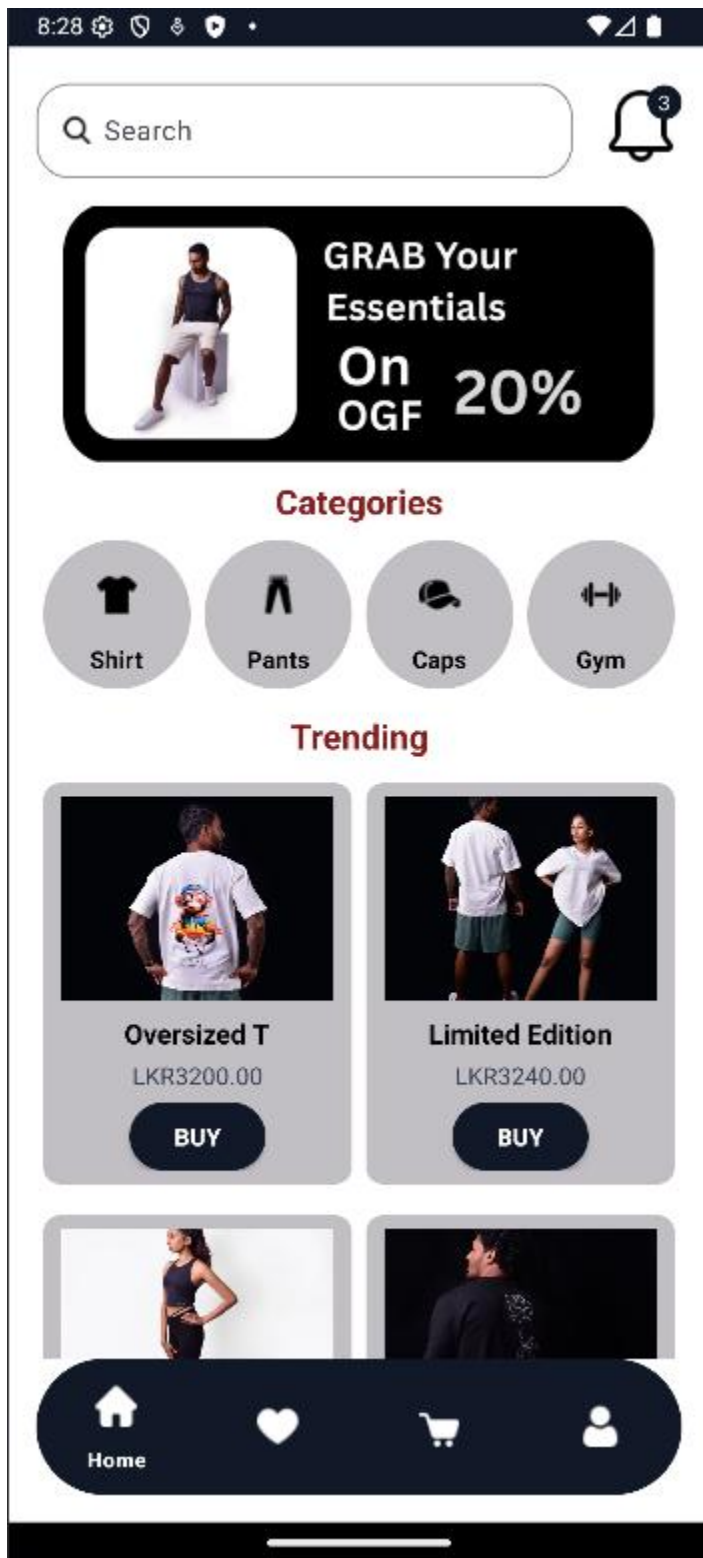 8:28
3
Search
GRAB Your
Essentials
On
OGF
20%
Categories
Shirt
Pants
Caps
Gym
Trending
Oversized T
LKR3200.00
BUY
Limited Edition
LKR3240.00
BUY
Home